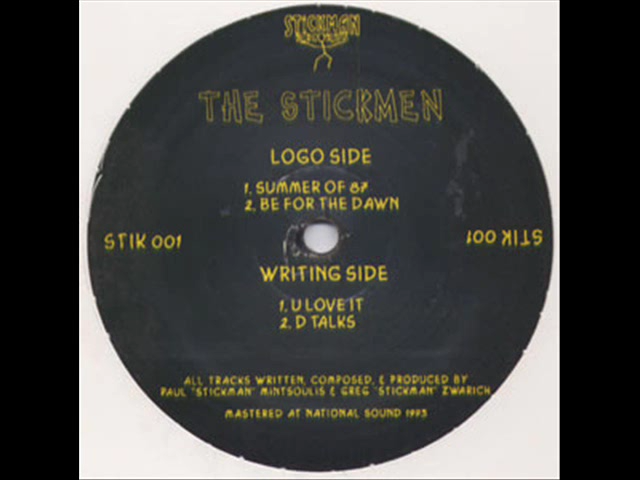 STICKMAN
THE STICKMEN
LOGO SIDE
1. SUMMER OF 87
2. BE FOR THE DAWN
STIK 001
STIK 001
WRITING SIDE
1. U LOVE IT
2. D TALKS
ALL TRACKS WRITTEN, COMPOSED, & PRODUCED BY
PAUL "STICKMAN" MINTSOULIS & GREG "STICKMAN" ZWARICH
MASTERED AT NATIONAL SOUND 1993